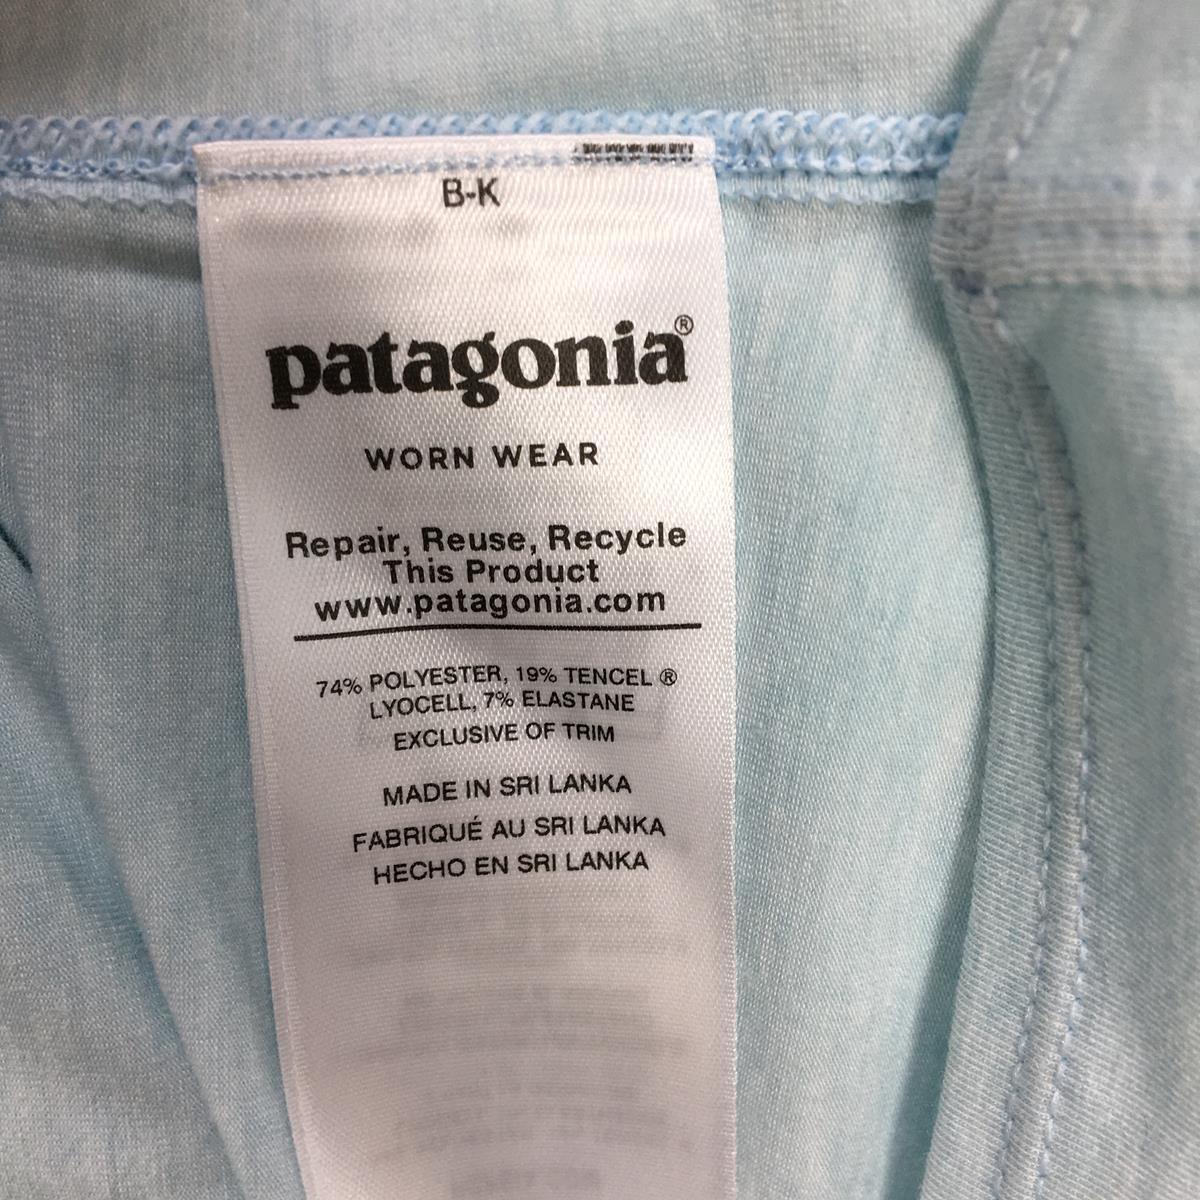 B-K
patagonia®
WORN WEAR
Repair, Reuse, Recycle
This Product
www.patagonia.com
74% POLYESTER, 19% TENCEL ®
LYOCELL, 7% ELASTANE
EXCLUSIVE OF TRIM
MADE IN SRI LANKA
FABRIQUÉ AU SRI LANKA
HECHO EN SRI LANKA